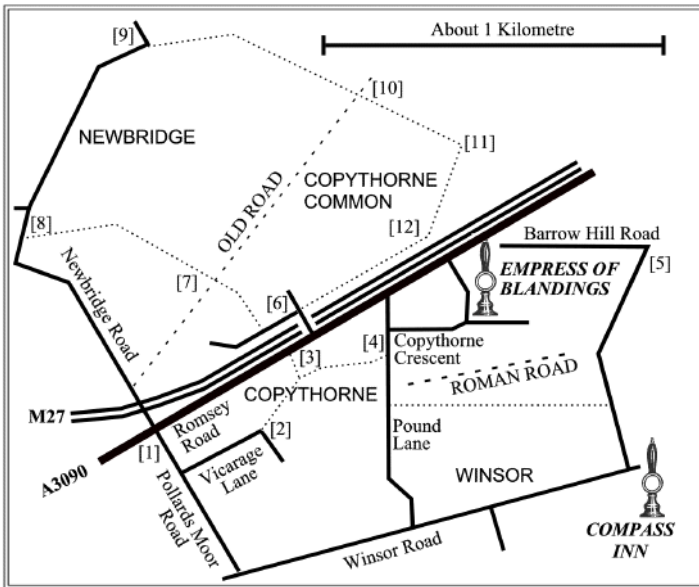 About 1 Kilometre
[9]
[10]
NEWBRIDGE
[11]
COPYTHORNE
COMMON
OLD ROAD
[8]
[12]
Barrow Hill Road
Newbridge Road
[7]
[6]
EMPRESS OF
BLANDINGS
[5]
[3]
[4]
Copythorne
Crescent
ROMAN ROAD
COPYTHORNE
M27
Romsey
Road
[2]
Pound
Lane
[1]
Vicarage
Lane
A3090
WINSOR
Pollards Moor
Road
Winsor Road
COMPASS
INN